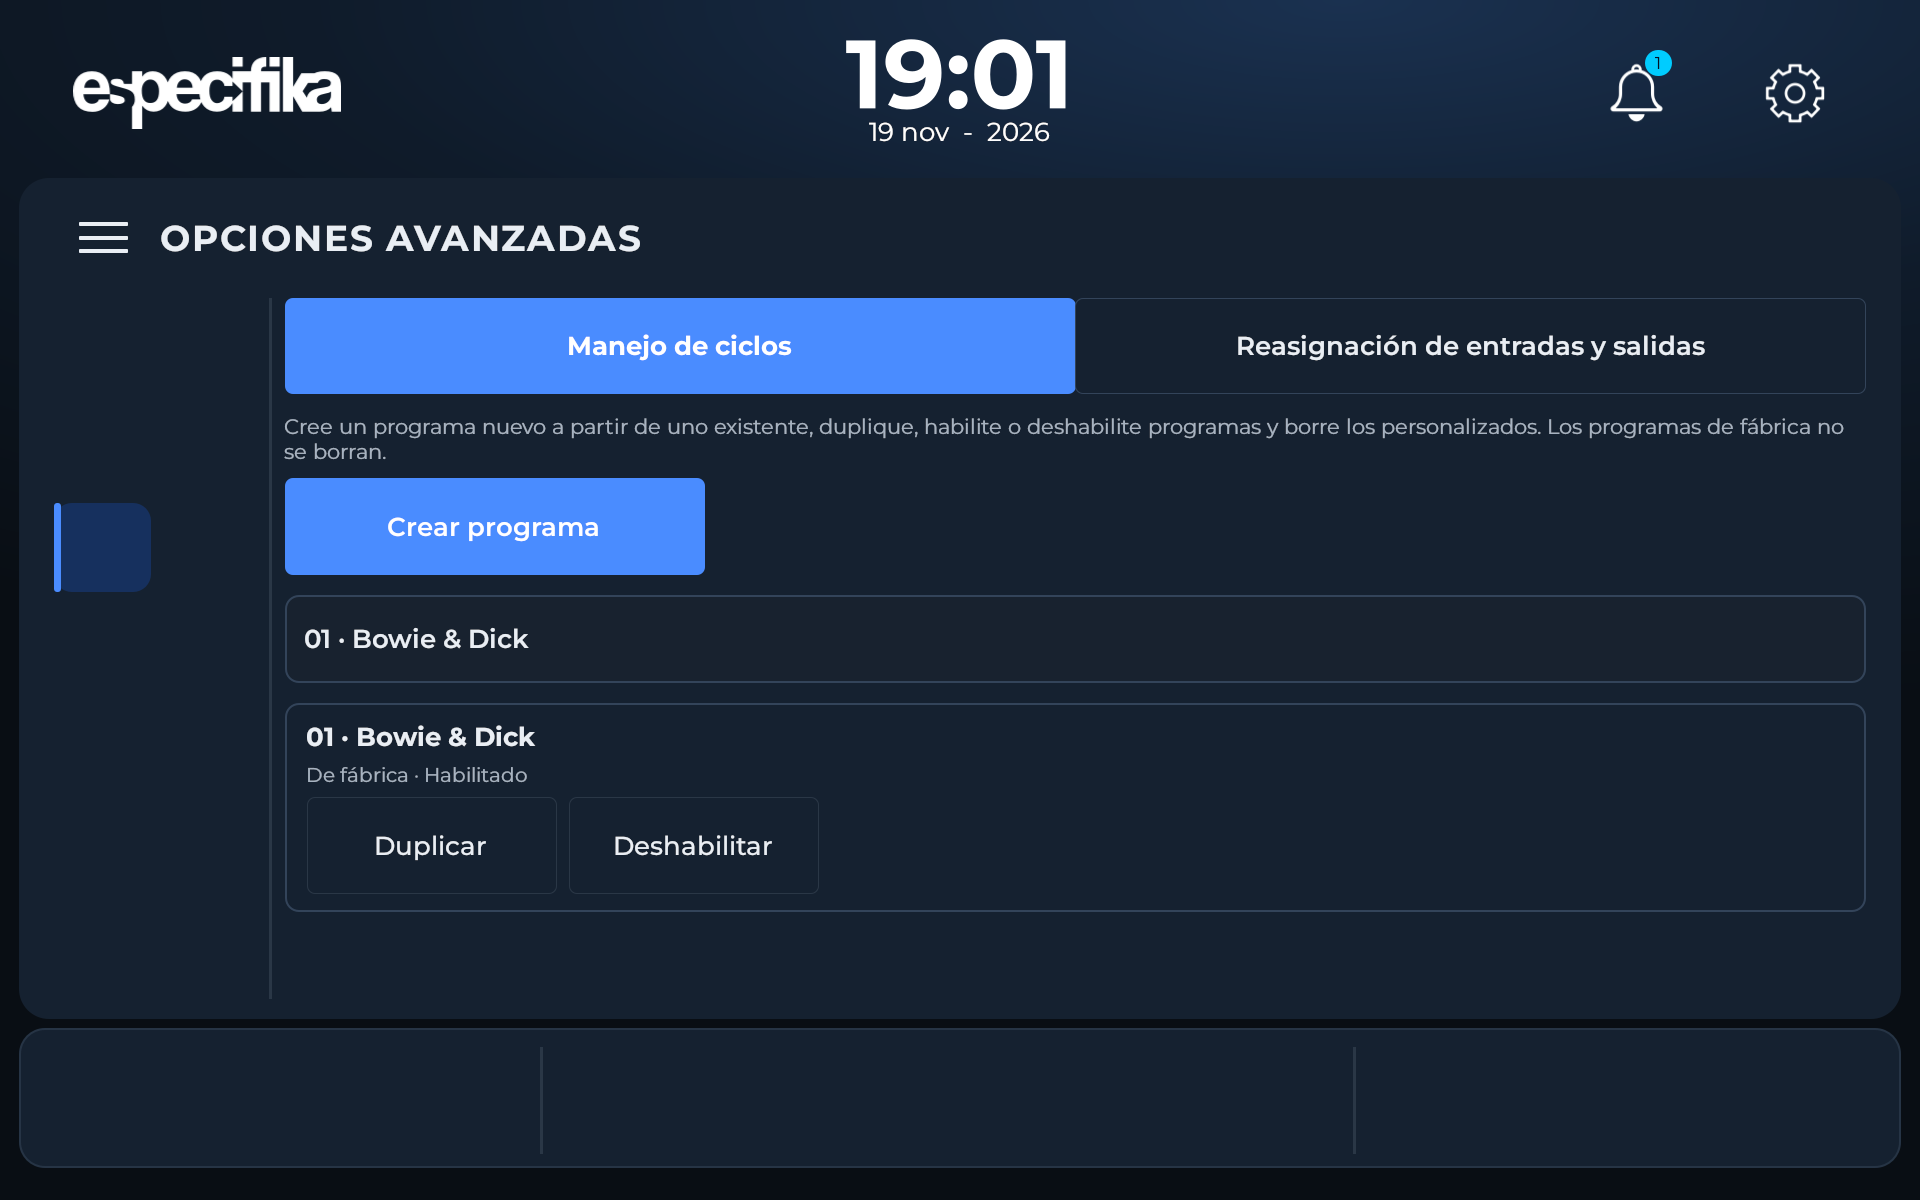 especifika
19:01
19 nov - 2026
1
OPCIONES AVANZADAS
Manejo de ciclos
Reasignación de entradas y salidas
Cree un programa nuevo a partir de uno existente, duplique, habilite o deshabilite programas y borre los personalizados. Los programas de fábrica no
se borran.
Crear programa
01 · Bowie & Dick
01 · Bowie & Dick
De fábrica · Habilitado
Duplicar
Deshabilitar